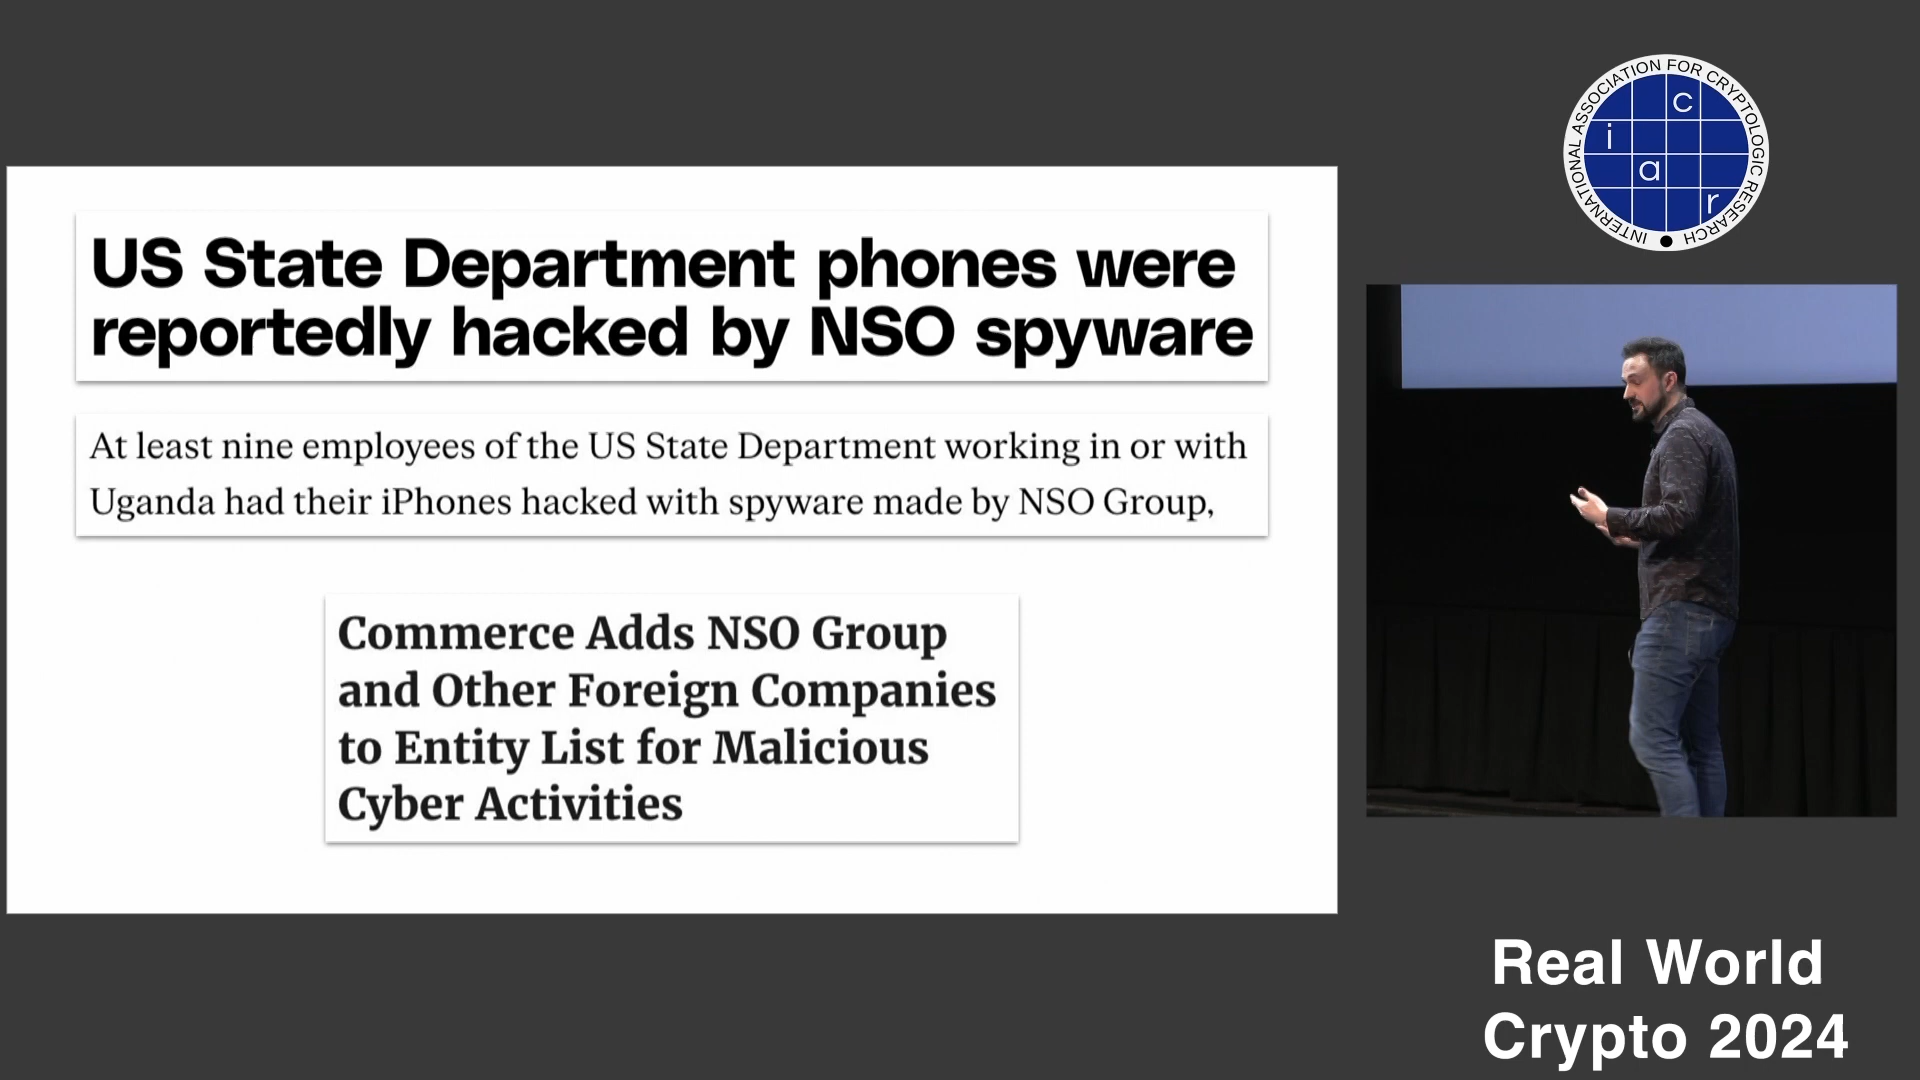 US State Department phones were
reportedly hacked by NSO spyware
At least nine employees of the US State Department working in or with
Uganda had their iPhones hacked with spyware made by NSO Group,
Commerce Adds NSO Group
and Other Foreign Companies
to Entity List for Malicious
Cyber Activities
INTERNATIONAL ASSOCIATION FOR CRYPTOLOGIC RESEARCH
c
i
a
r
Real World
Crypto 2024